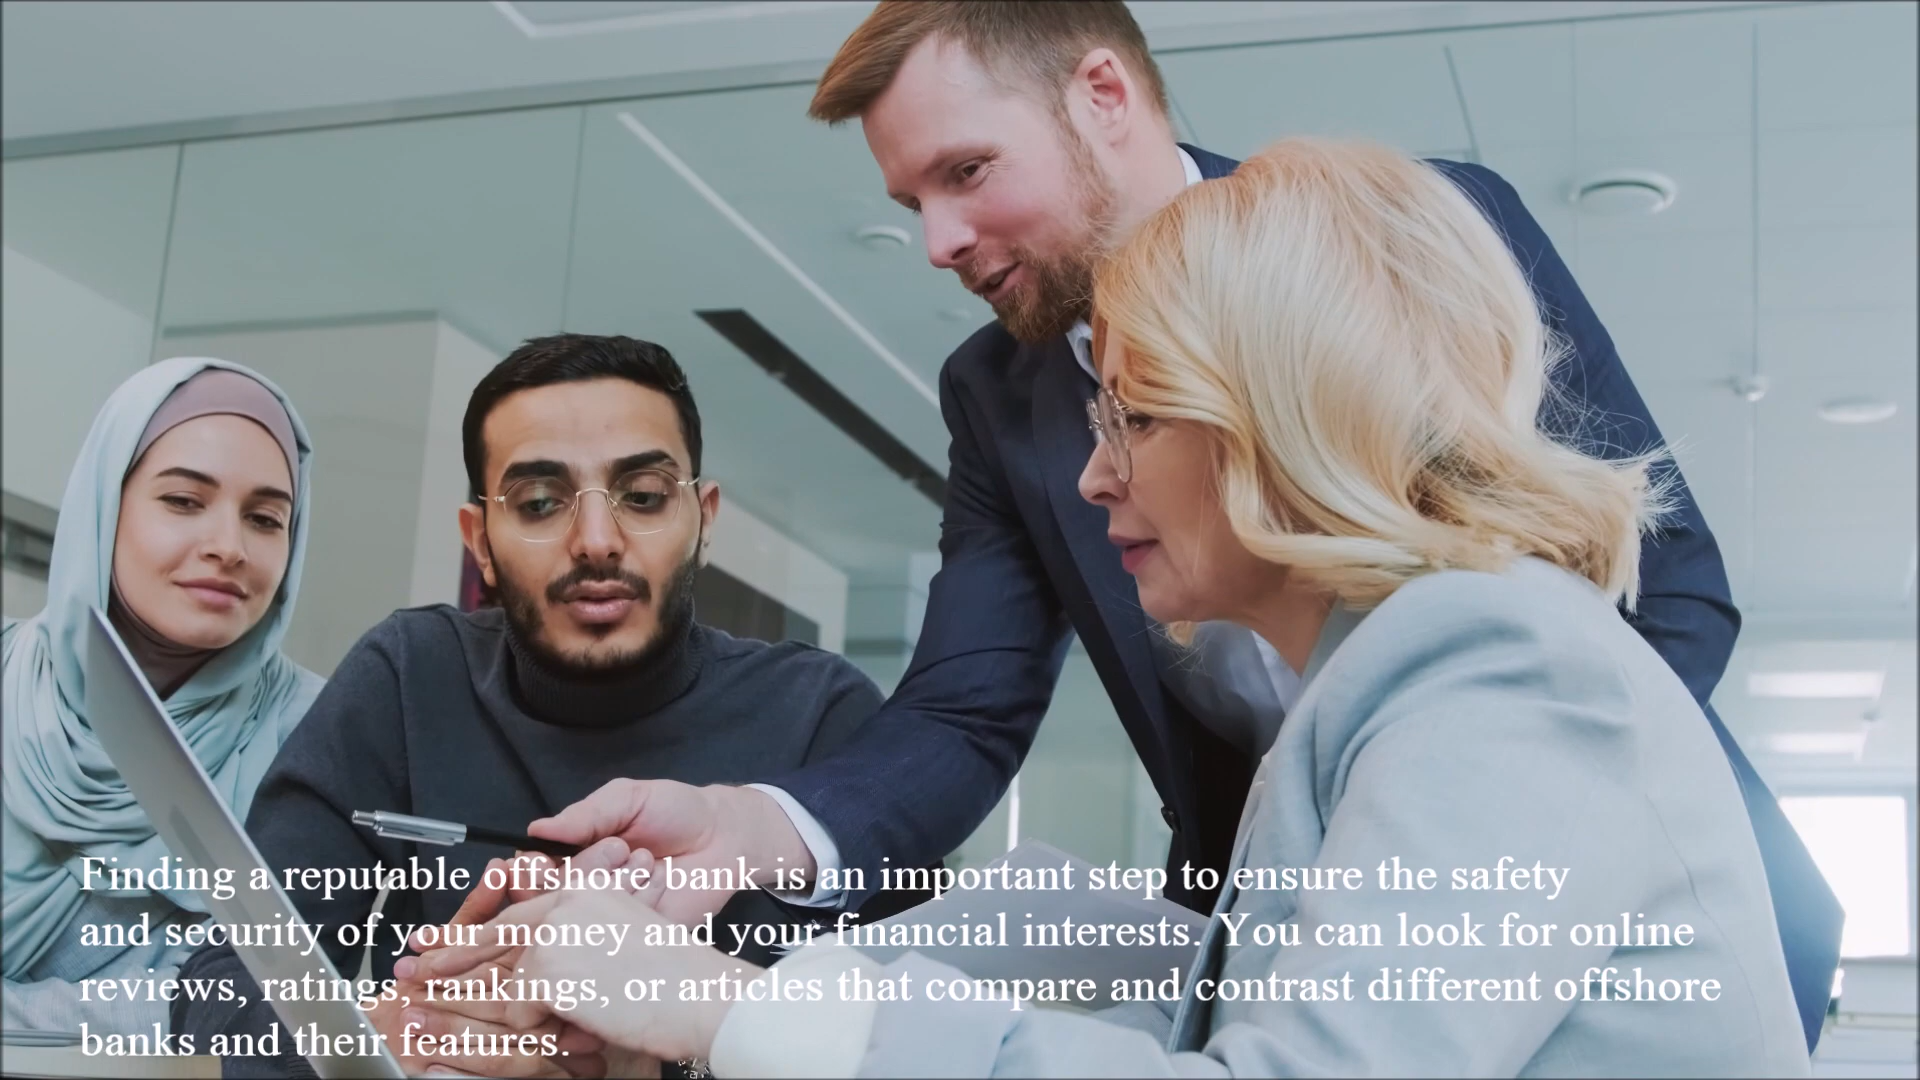 Finding a reputable offshore bank is an important step to ensure the safety
and security of your money and your financial interests. You can look for online
reviews, ratings, rankings, or articles that compare and contrast different offshore
banks and their features.